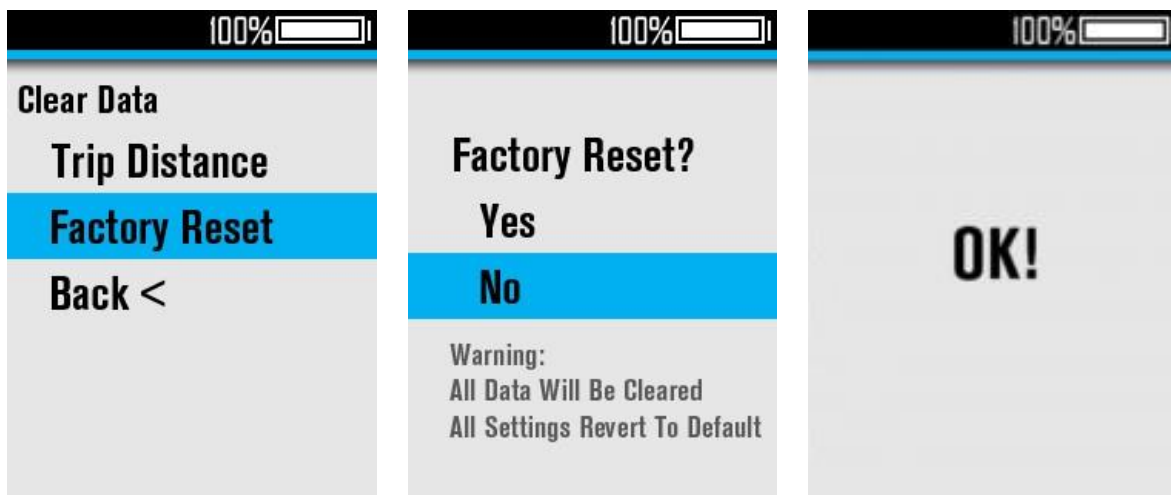 100%
Clear Data
Trip Distance
Factory Reset
Back <
100%
Factory Reset?
Yes
No
Warning:
All Data Will Be Cleared
All Settings Revert To Default
100%
OK!